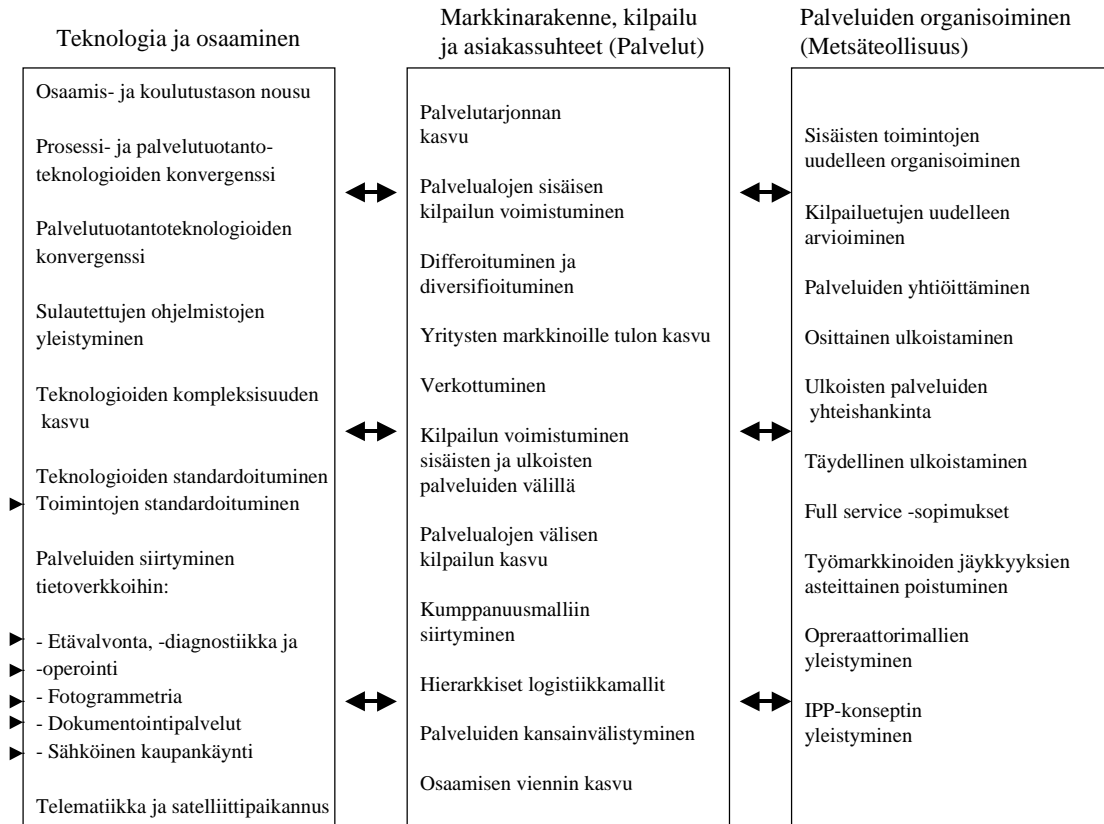 Teknologia ja osaaminen
Osaamis- ja koulutustason nousu
Prosessi- ja palvelutuotanto-
teknologioiden konvergenssi
Palvelutuotantoteknologioiden
konvergenssi
Sulautettujen ohjelmistojen
yleistyminen
Teknologioiden kompleksisuuden
kasvu
Teknologioiden standardoituminen
Toimintojen standardoituminen
Palveluiden siirtyminen
tietoverkkoihin:
- Etävalvonta, -diagnostiikka ja
-operointi
- Fotogrammetria
- Dokumentointipalvelut
- Sähköinen kaupankäynti
Telematiikka ja satelliittipaikannus
Markkinarakenne, kilpailu
ja asiakassuhteet (Palvelut)
Palvelutarjonnan
kasvu
Palvelualojen sisäisen
kilpailun voimistuminen
Differoituminen ja
diversifioituminen
Yritysten markkinoille tulon kasvu
Verkottuminen
Kilpailun voimistuminen
sisäisten ja ulkoisten
palveluiden välillä
Palvelualojen välisen
kilpailun kasvu
Kumppanuusmalliin
siirtyminen
Hierarkkiset logistiikkamallit
Palveluiden kansainvälistyminen
Osaamisen viennin kasvu
Palveluiden organisoiminen
(Metsäteollisuus)
Sisäisten toimintojen
uudelleen organisoiminen
Kilpailuetujen uudelleen
arvioiminen
Palveluiden yhtiöittäminen
Osittainen ulkoistaminen
Ulkoisten palveluiden
yhteishankinta
Täydellinen ulkoistaminen
Full service -sopimukset
Työmarkkinoiden jäykkyyksien
asteittainen poistuminen
Opreraattorimallien
yleistyminen
IPP-konseptin
yleistyminen